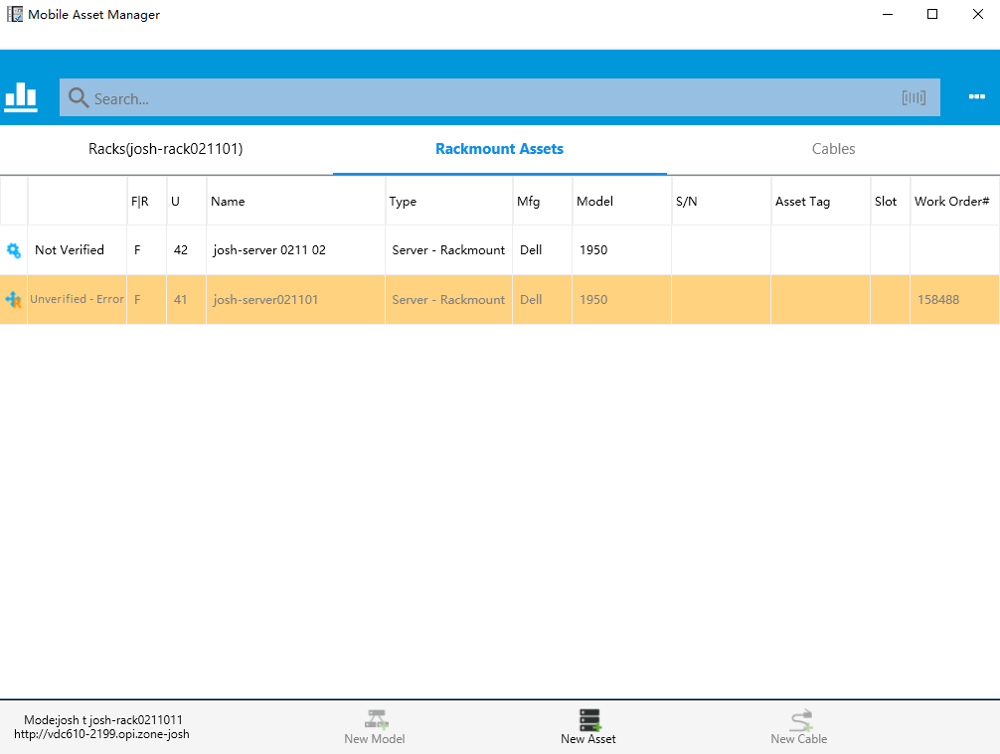 Mobile Asset Manager
Search...
Racks(josh-rack021101) Rackmount Assets Cables
F|R U Name Type Mfg Model S/N Asset Tag Slot Work Order#
Not Verified F 42 josh-server 0211 02 Server - Rackmount Dell 1950
Unverified - Error F 41 josh-server021101 Server - Rackmount Dell 1950 158488
Mode:josh t josh-rack0211011
http://vdc610-2199.opi.zone-josh
New Model New Asset New Cable